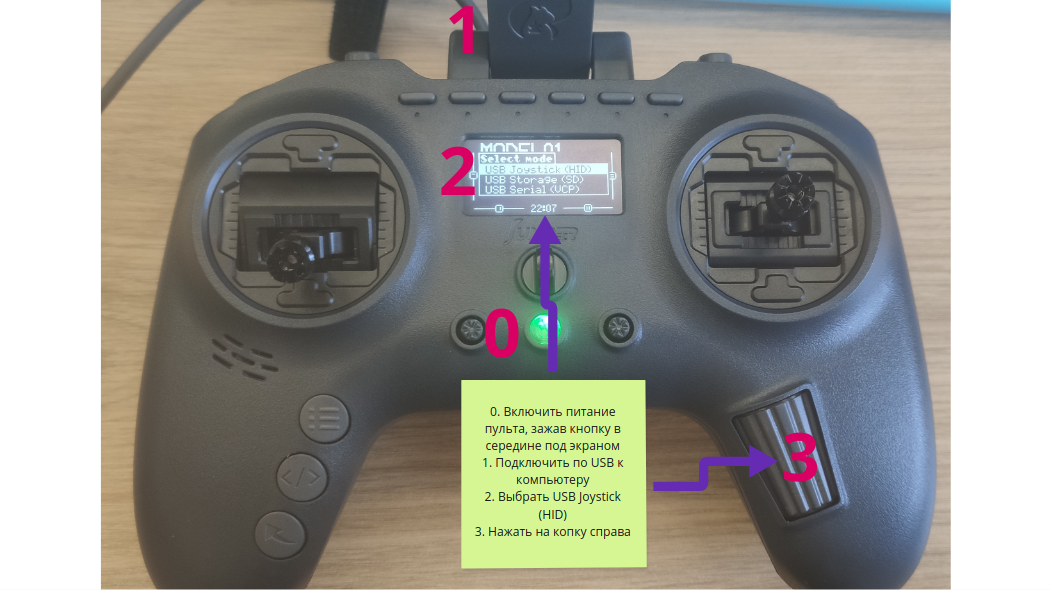 1
MODEL 01
2
Select mode
USB Joystick (HID)
USB Storage (SD)
USB Serial (VCP)
22:07
0
0. Включить питание
пульта, зажав кнопку в
середине под экраном
1. Подключить по USB к
компьютеру
2. Выбрать USB Joystick
(HID)
3. Нажать на копку справа
3